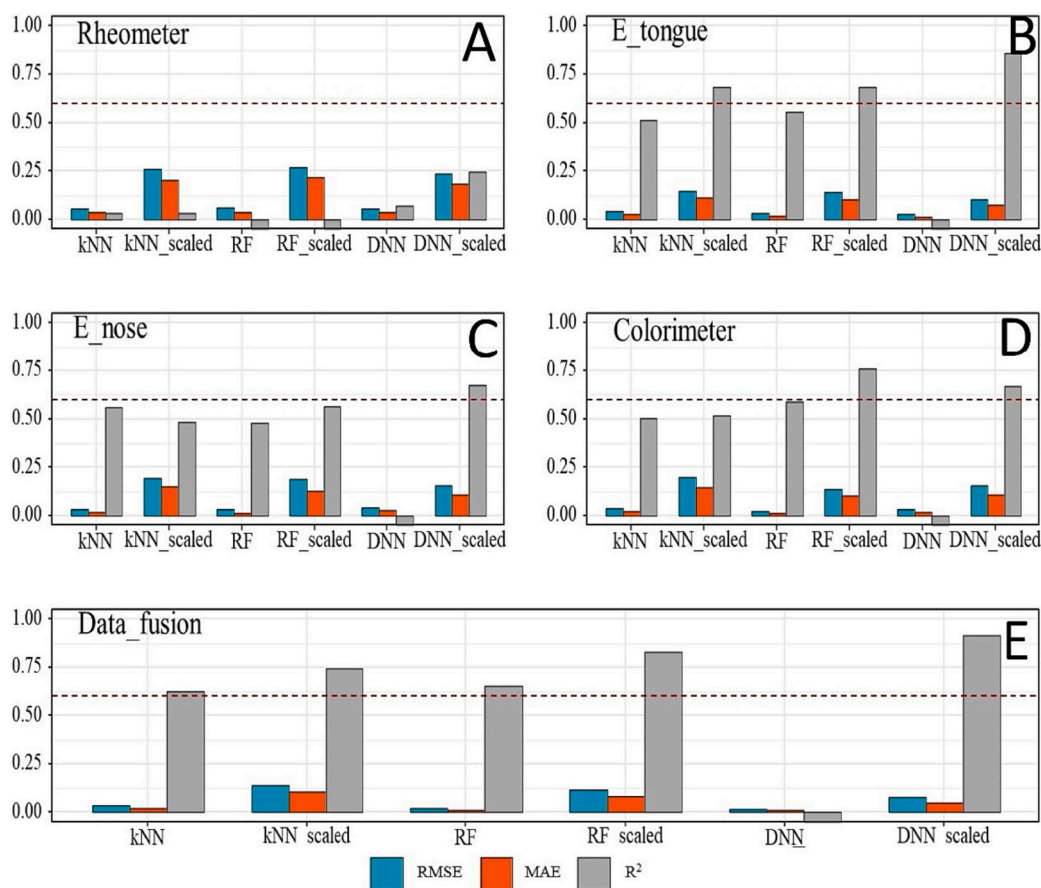 Rheometer A
1.00
0.75
0.50
0.25
0.00
kNN kNN_scaled RF RF_scaled DNN DNN_scaled
E_tongue B
1.00
0.75
0.50
0.25
0.00
kNN kNN_scaled RF RF_scaled DNN DNN_scaled
E_nose C
1.00
0.75
0.50
0.25
0.00
kNN kNN_scaled RF RF_scaled DNN DNN_scaled
Colorimeter D
1.00
0.75
0.50
0.25
0.00
kNN kNN_scaled RF RF_scaled DNN DNN_scaled
Data_fusion E
1.00
0.75
0.50
0.25
0.00
kNN kNN_scaled RF RF_scaled DNN_ DNN_scaled
RMSE MAE R²